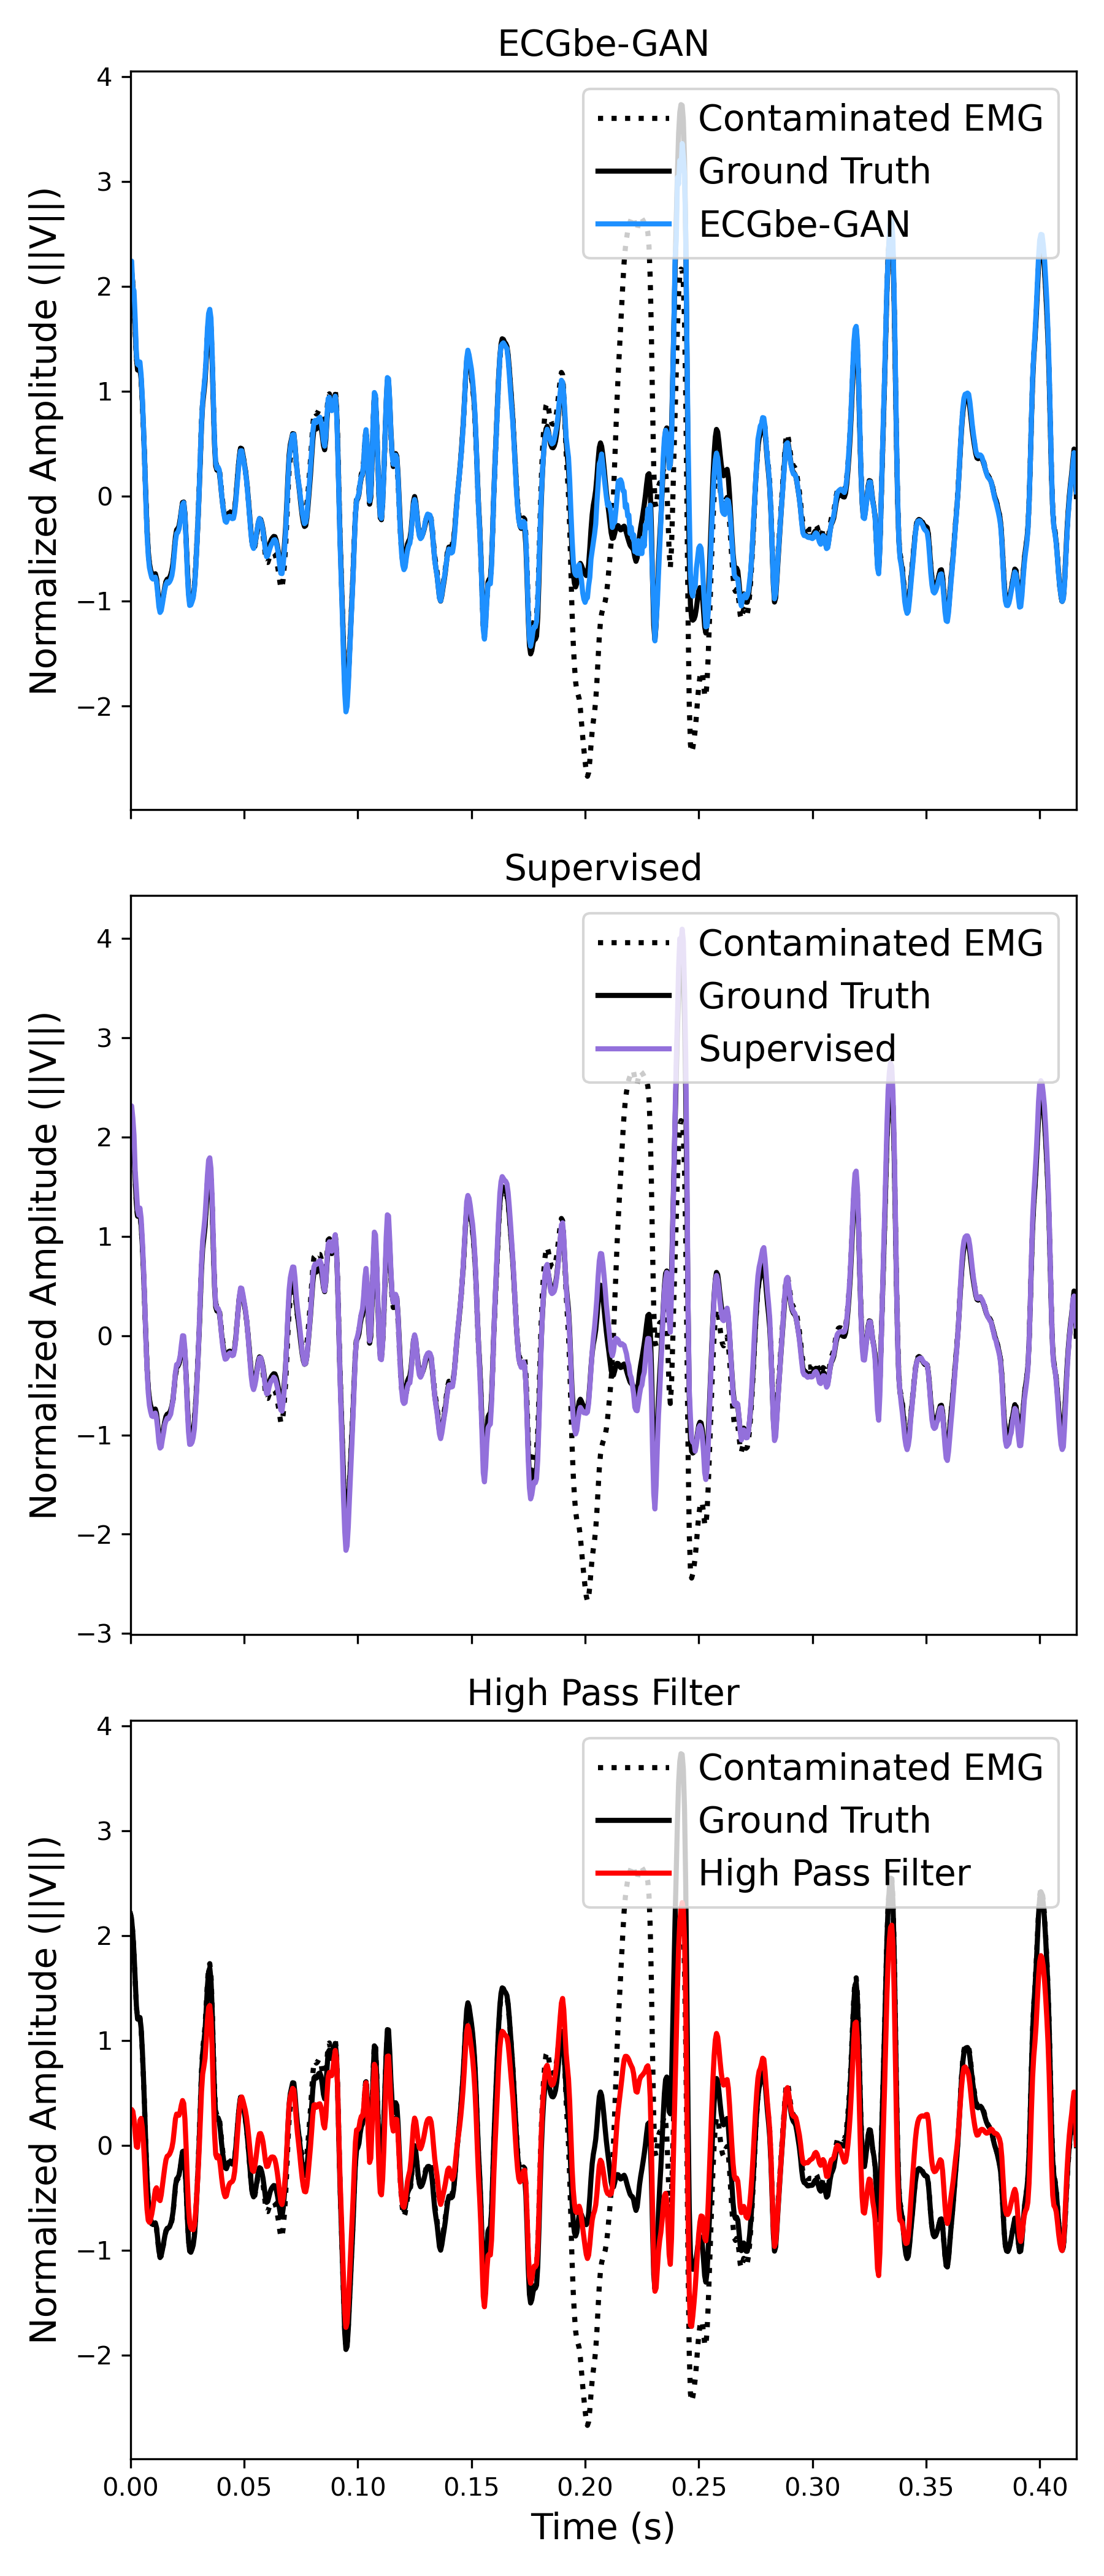 ECGbe-GAN
4
3
2
1
0
−1
−2
Normalized Amplitude (||V||)
Contaminated EMG
Ground Truth
ECGbe-GAN
Supervised
4
3
2
1
0
−1
−2
−3
Normalized Amplitude (||V||)
Contaminated EMG
Ground Truth
Supervised
High Pass Filter
4
3
2
1
0
−1
−2
Normalized Amplitude (||V||)
Contaminated EMG
Ground Truth
High Pass Filter
0.00 0.05 0.10 0.15 0.20 0.25 0.30 0.35 0.40
Time (s)